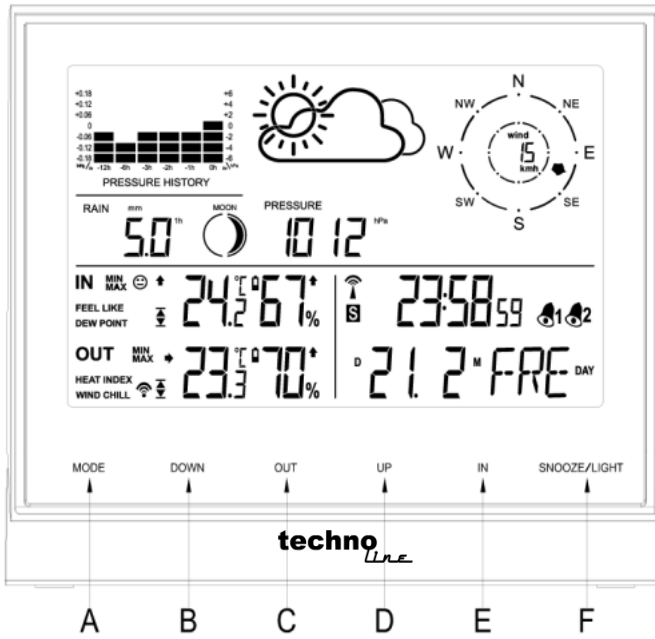 +0.18 +6
+0.12 +4
+0.06 +2
0 0
-0.06 -2
-0.12 -4
-0.18 -6
-12h -6h -3h -2h -1h 0h
PRESSURE HISTORY
N
NW NE
wind
W 15 E
kmh
SW SE
S
RAIN mm MOON PRESSURE
5.0 1h 1012 hPa
IN MIN MAX 24.2 °C 67 %
FEEL LIKE
DEW POINT
S 23:58 59 1 2
OUT MIN MAX 23.3 °C 70 %
HEAT INDEX
WIND CHILL
D 21. 2 M FRE DAY
MODE DOWN OUT UP IN SNOOZE/LIGHT
techno
line
A B C D E F